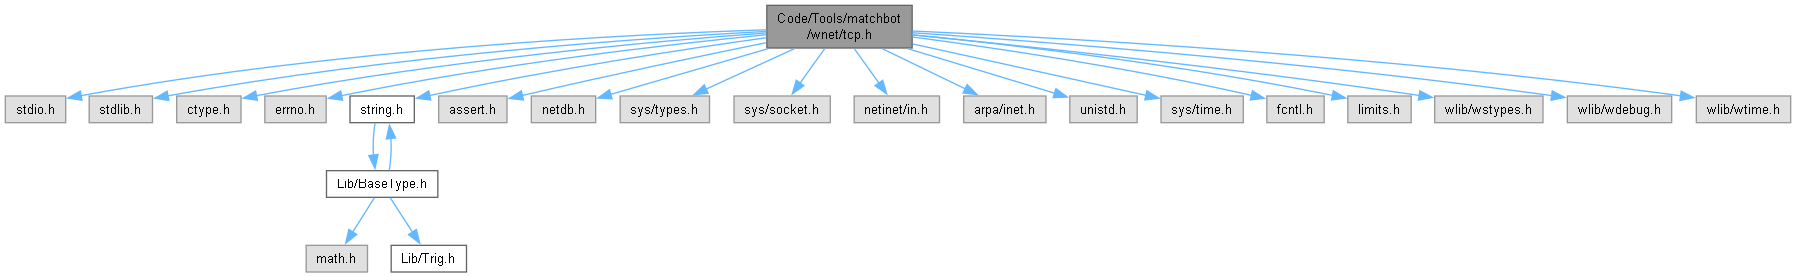 Code/Tools/matchbot
/wnet/tcp.h
stdio.h
stdlib.h
ctype.h
errno.h
string.h
assert.h
netdb.h
sys/types.h
sys/socket.h
netinet/in.h
arpa/inet.h
unistd.h
sys/time.h
fcntl.h
limits.h
wlib/wstypes.h
wlib/wdebug.h
wlib/wtime.h
Lib/BaseType.h
math.h
Lib/Trig.h